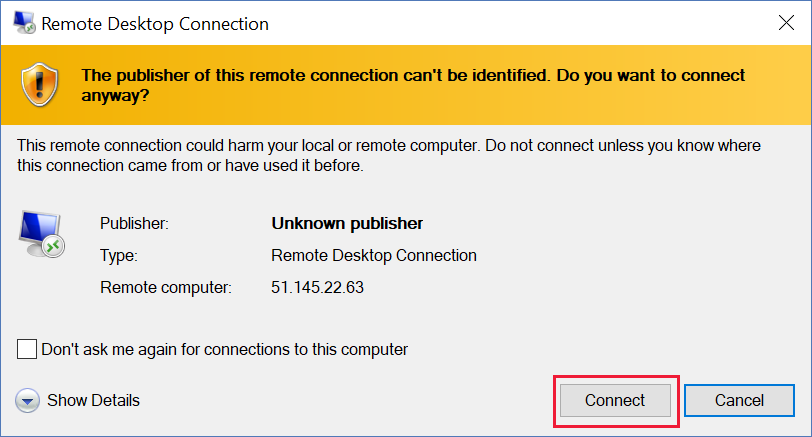 Remote Desktop Connection
The publisher of this remote connection can't be identified. Do you want to connect
anyway?
This remote connection could harm your local or remote computer. Do not connect unless you know where
this connection came from or have used it before.
Publisher: Unknown publisher
Type: Remote Desktop Connection
Remote computer: 51.145.22.63
Don't ask me again for connections to this computer
Show Details Connect Cancel